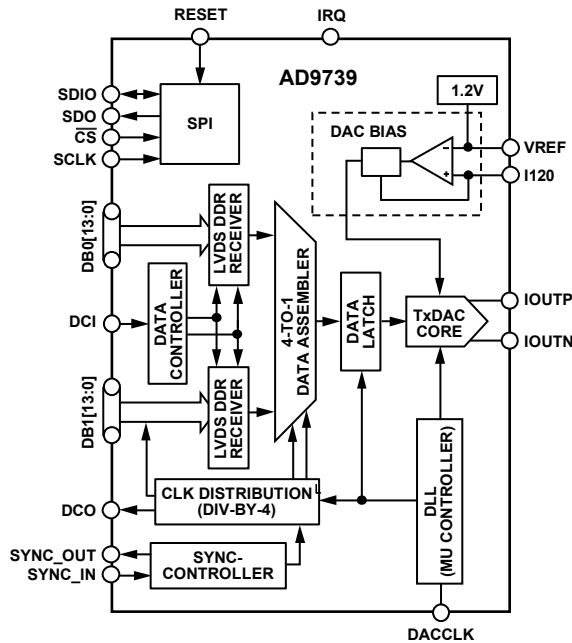 RESET
IRQ
AD9739
1.2V
SDIO
SDO
SPI
DAC BIAS
CS
VREF
SCLK
I120
DB0[13:0]
LVDS DDR
RECEIVER
4-TO-1
DATA ASSEMBLER
DATA
LATCH
TxDAC
CORE
IOUTP
IOUTN
DCI
DATA
CONTROLLER
DB1[13:0]
LVDS DDR
RECEIVER
DLL
(MU CONTROLLER)
DCO
CLK DISTRIBUTION
(DIV-BY-4)
SYNC_OUT
SYNC_IN
SYNC-
CONTROLLER
DACCLK